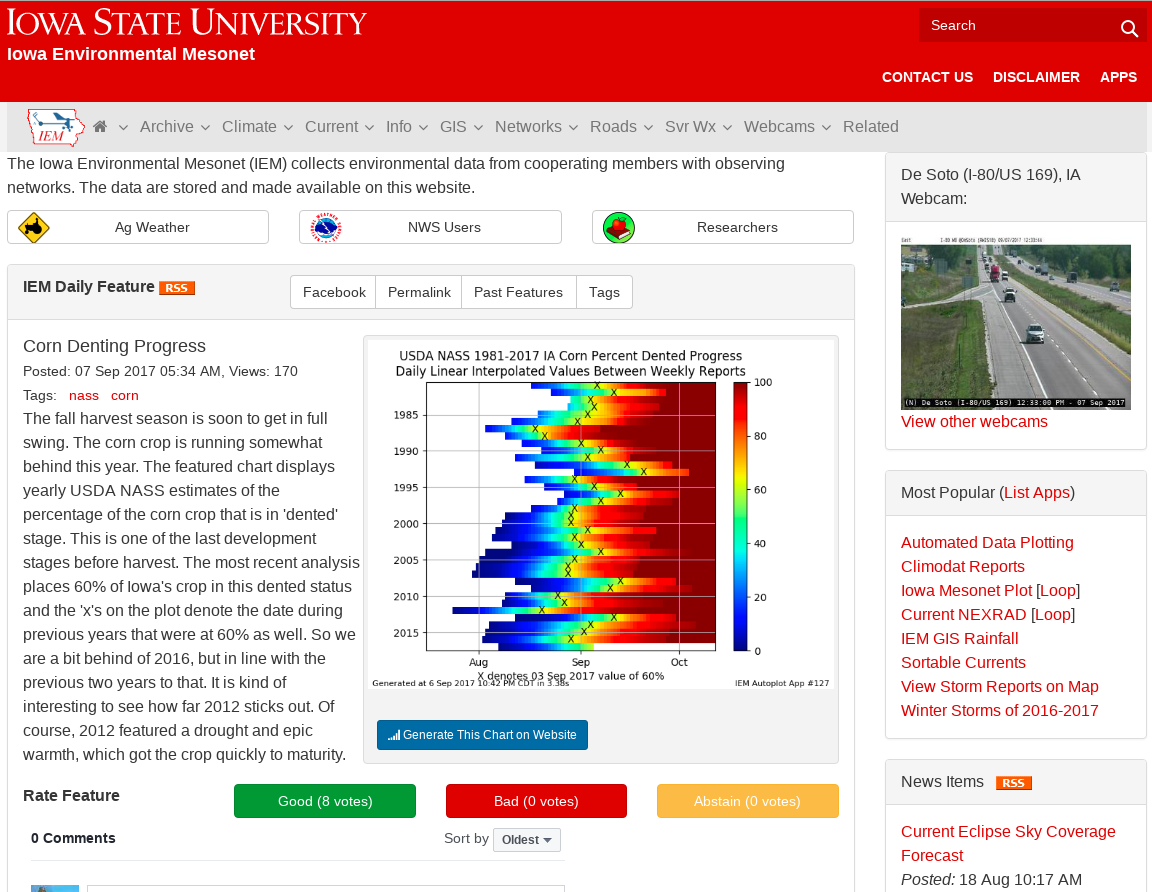 IOWA STATE UNIVERSITY
Iowa Environmental Mesonet
Search
CONTACT US DISCLAIMER APPS
IEM Archive Climate Current Info GIS Networks Roads Svr Wx Webcams Related
The Iowa Environmental Mesonet (IEM) collects environmental data from cooperating members with observing
networks. The data are stored and made available on this website.
Ag Weather NWS Users Researchers
IEM Daily Feature RSS
Facebook Permalink Past Features Tags
Corn Denting Progress
Posted: 07 Sep 2017 05:34 AM, Views: 170
Tags: nass corn
The fall harvest season is soon to get in full
swing. The corn crop is running somewhat
behind this year. The featured chart displays
yearly USDA NASS estimates of the
percentage of the corn crop that is in 'dented'
stage. This is one of the last development
stages before harvest. The most recent analysis
places 60% of Iowa's crop in this dented status
and the 'x's on the plot denote the date during
previous years that were at 60% as well. So we
are a bit behind of 2016, but in line with the
previous two years to that. It is kind of
interesting to see how far 2012 sticks out. Of
course, 2012 featured a drought and epic
warmth, which got the crop quickly to maturity.
USDA NASS 1981-2017 IA Corn Percent Dented Progress
Daily Linear Interpolated Values Between Weekly Reports
1985
1990
1995
2000
2005
2010
2015
Aug Sep Oct
100
80
60
40
20
0
X denotes 03 Sep 2017 value of 60%
Generated at 6 Sep 2017 10:42 PM CDT in 3.38s
IEM Autoplot App #127
Generate This Chart on Website
Rate Feature
Good (8 votes) Bad (0 votes) Abstain (0 votes)
0 Comments
Sort by Oldest
De Soto (I-80/US 169), IA
Webcam:
(N) De Soto (I-80/US 169) 12:33:00 PM - 07 Sep 2017
View other webcams
Most Popular (List Apps)
Automated Data Plotting
Climodat Reports
Iowa Mesonet Plot [Loop]
Current NEXRAD [Loop]
IEM GIS Rainfall
Sortable Currents
View Storm Reports on Map
Winter Storms of 2016-2017
News Items RSS
Current Eclipse Sky Coverage
Forecast
Posted: 18 Aug 10:17 AM